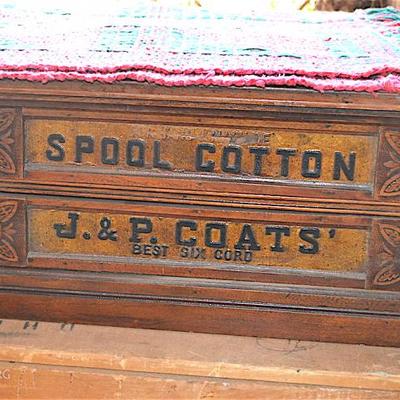 SPOOL COTTON
J. & P. COATS'
BEST SIX CORD